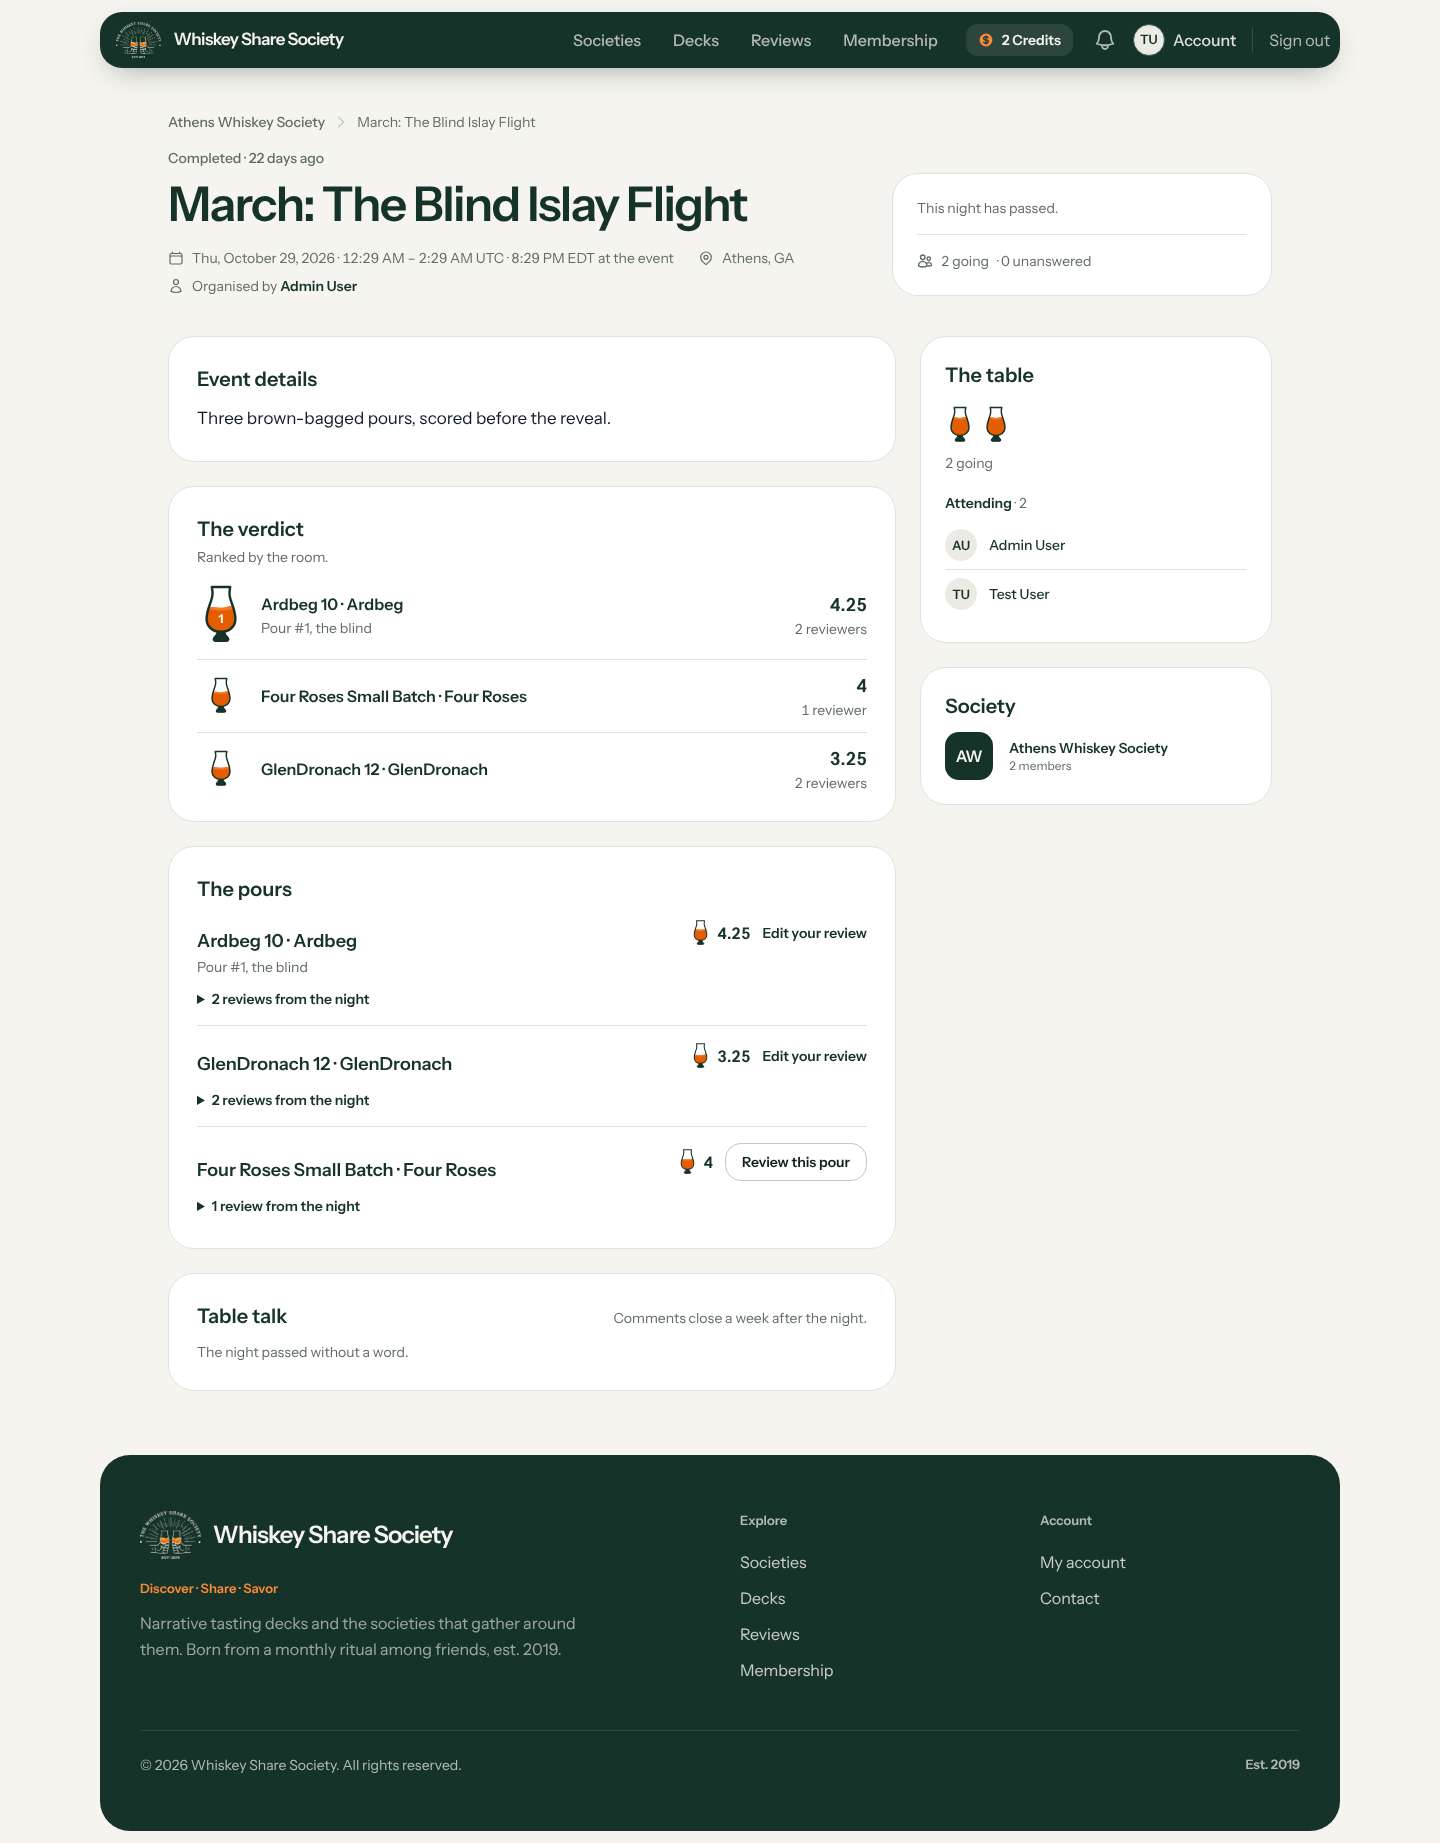 Whiskey Share Society
Societies
Decks
Reviews
Membership
2 Credits
TU
Account
Sign out
Athens Whiskey Society
March: The Blind Islay Flight
Completed · 22 days ago
March: The Blind Islay Flight
Thu, October 29, 2026 · 12:29 AM – 2:29 AM UTC · 8:29 PM EDT at the event
Athens, GA
Organised by Admin User
This night has passed.
2 going · 0 unanswered
Event details
Three brown-bagged pours, scored before the reveal.
The verdict
Ranked by the room.
1
Ardbeg 10 · Ardbeg
Pour #1, the blind
4.25
2 reviewers
Four Roses Small Batch · Four Roses
4
1 reviewer
GlenDronach 12 · GlenDronach
3.25
2 reviewers
The pours
Ardbeg 10 · Ardbeg
Pour #1, the blind
4.25
Edit your review
2 reviews from the night
GlenDronach 12 · GlenDronach
3.25
Edit your review
2 reviews from the night
Four Roses Small Batch · Four Roses
4
Review this pour
1 review from the night
Table talk
Comments close a week after the night.
The night passed without a word.
The table
2 going
Attending · 2
AU
Admin User
TU
Test User
Society
AW
Athens Whiskey Society
2 members
THE WHISKEY SHARE SOCIETY
Whiskey Share Society
Discover · Share · Savor
Narrative tasting decks and the societies that gather around
them. Born from a monthly ritual among friends, est. 2019.
Explore
Societies
Decks
Reviews
Membership
Account
My account
Contact
© 2026 Whiskey Share Society. All rights reserved.
Est. 2019